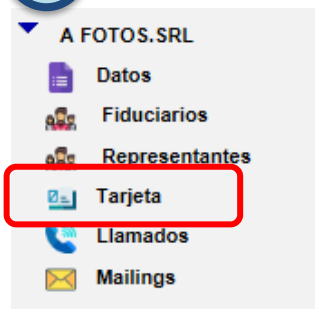 A FOTOS.SRL
Datos
Fiduciarios
Representantes
Tarjeta
Llamados
Mailings